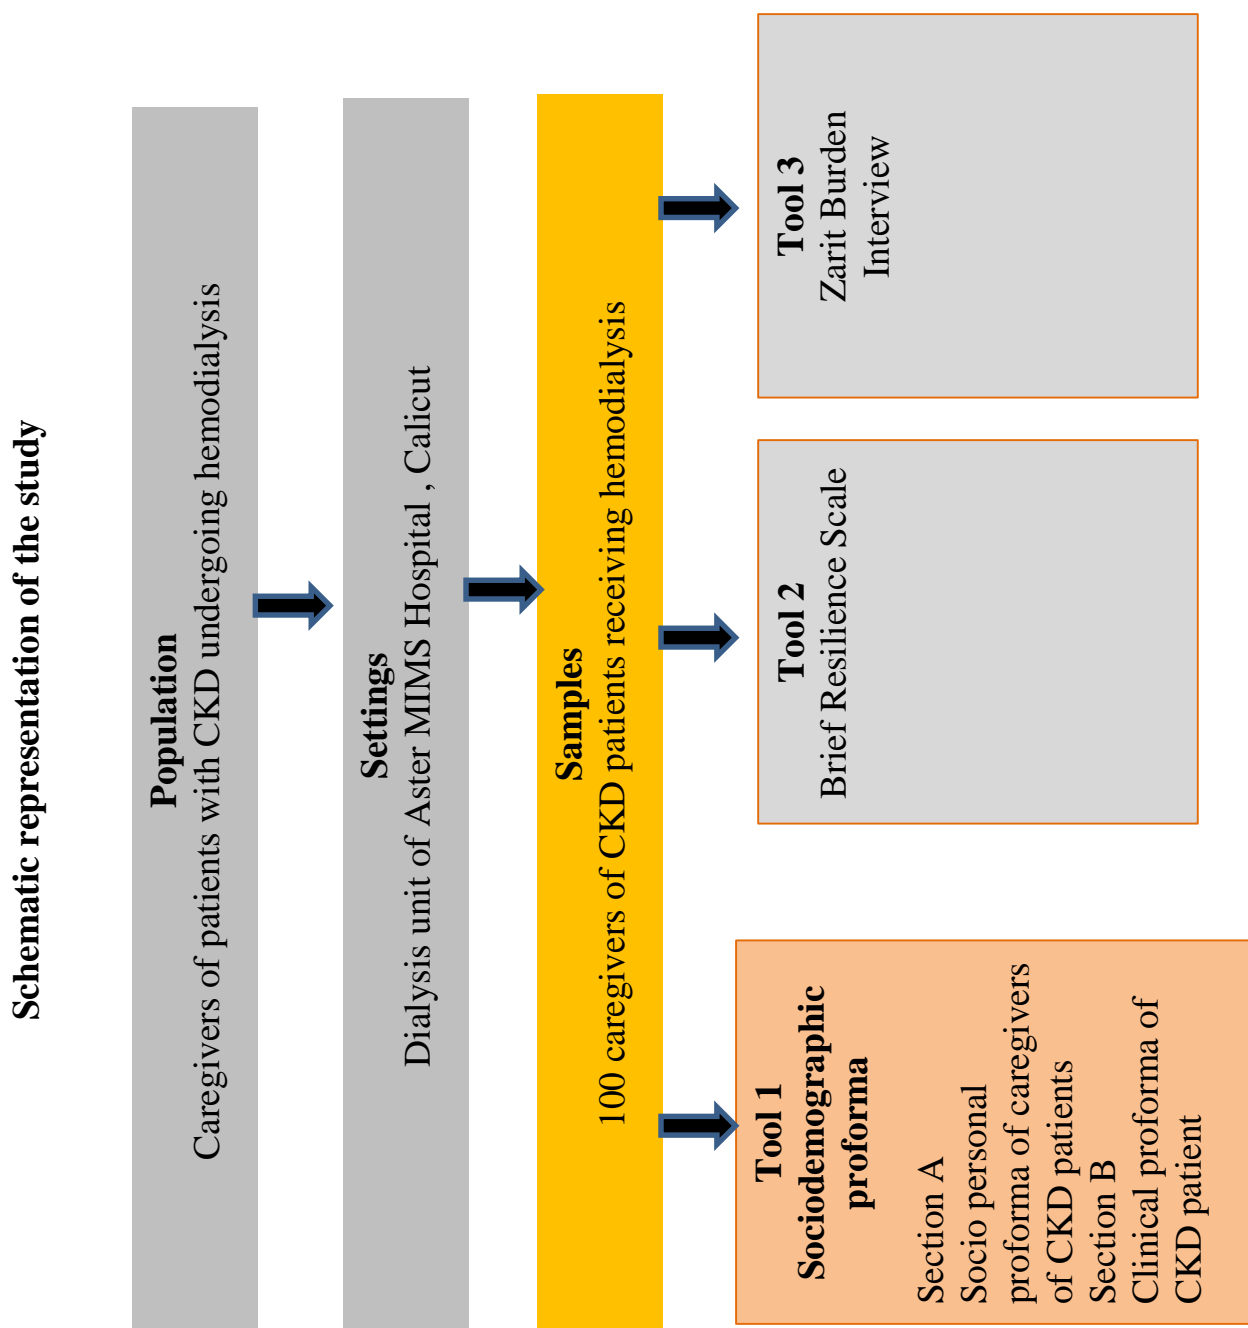 Schematic representation of the study
Population
Caregivers of patients with CKD undergoing hemodialysis
Settings
Dialysis unit of Aster MIMS Hospital , Calicut
Samples
100 caregivers of CKD patients receiving hemodialysis
Tool 1
Sociodemographic
proforma
Section A
Socio personal
proforma of caregivers
of CKD patients
Section B
Clinical proforma of
CKD patient
Tool 2
Brief Resilience Scale
Tool 3
Zarit Burden
Interview